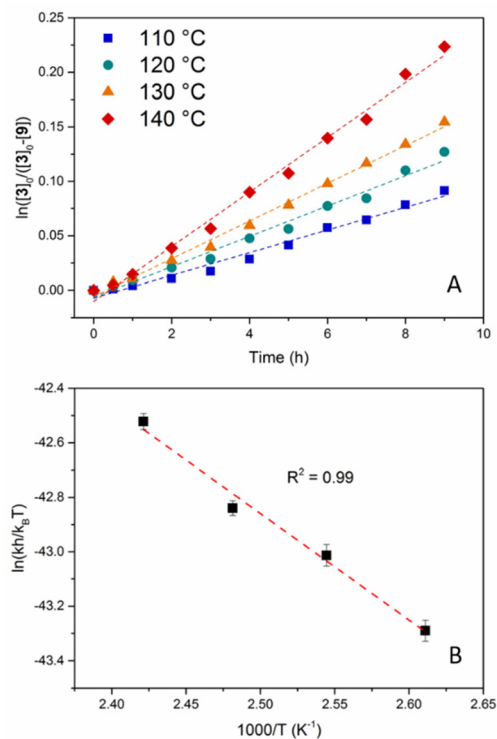 0.25
0.20
0.15
0.10
0.05
0.00
ln([3]₀/([3]₀-[9])
110 °C
120 °C
130 °C
140 °C
A
0 2 4 6 8 10
Time (h)
-42.4
-42.6
-42.8
-43.0
-43.2
-43.4
ln(kh/k_BT)
R² = 0.99
B
2.40 2.45 2.50 2.55 2.60 2.65
1000/T (K⁻¹)